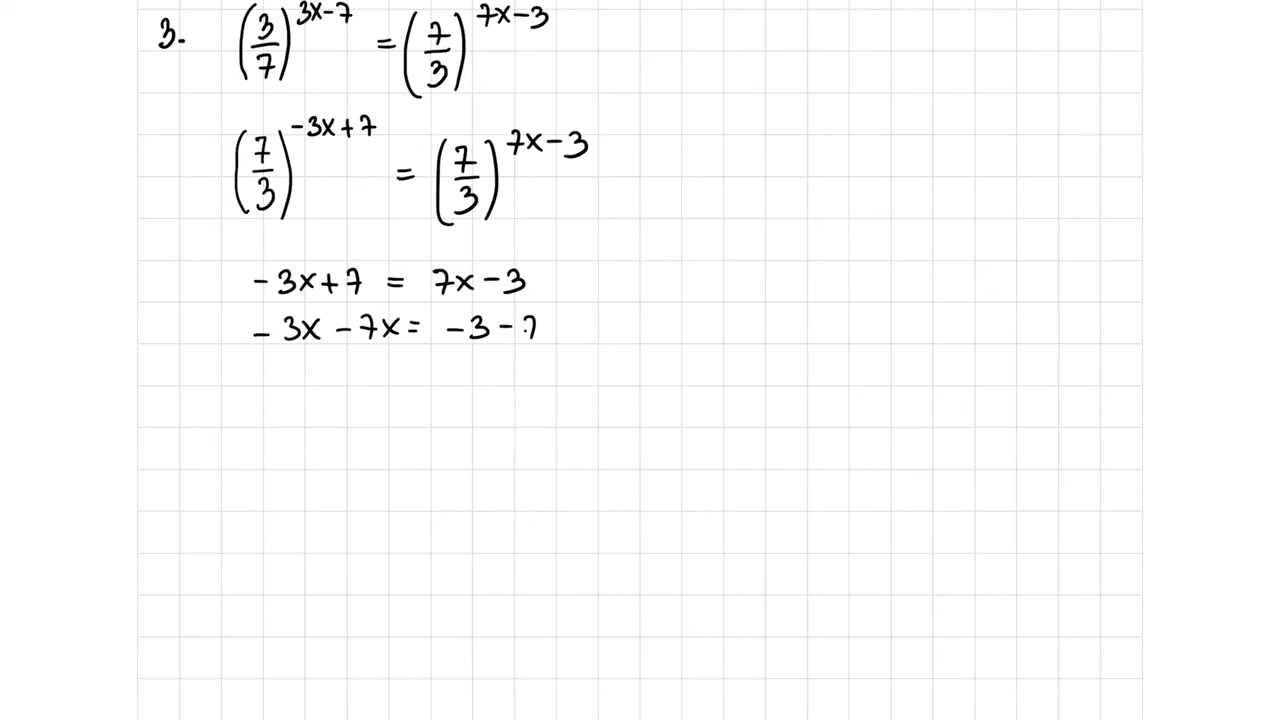 3. (3/7)^(3x-7) = (7/3)^(7x-3)
(7/3)^(-3x+7) = (7/3)^(7x-3)
-3x+7 = 7x-3
-3x-7x = -3-